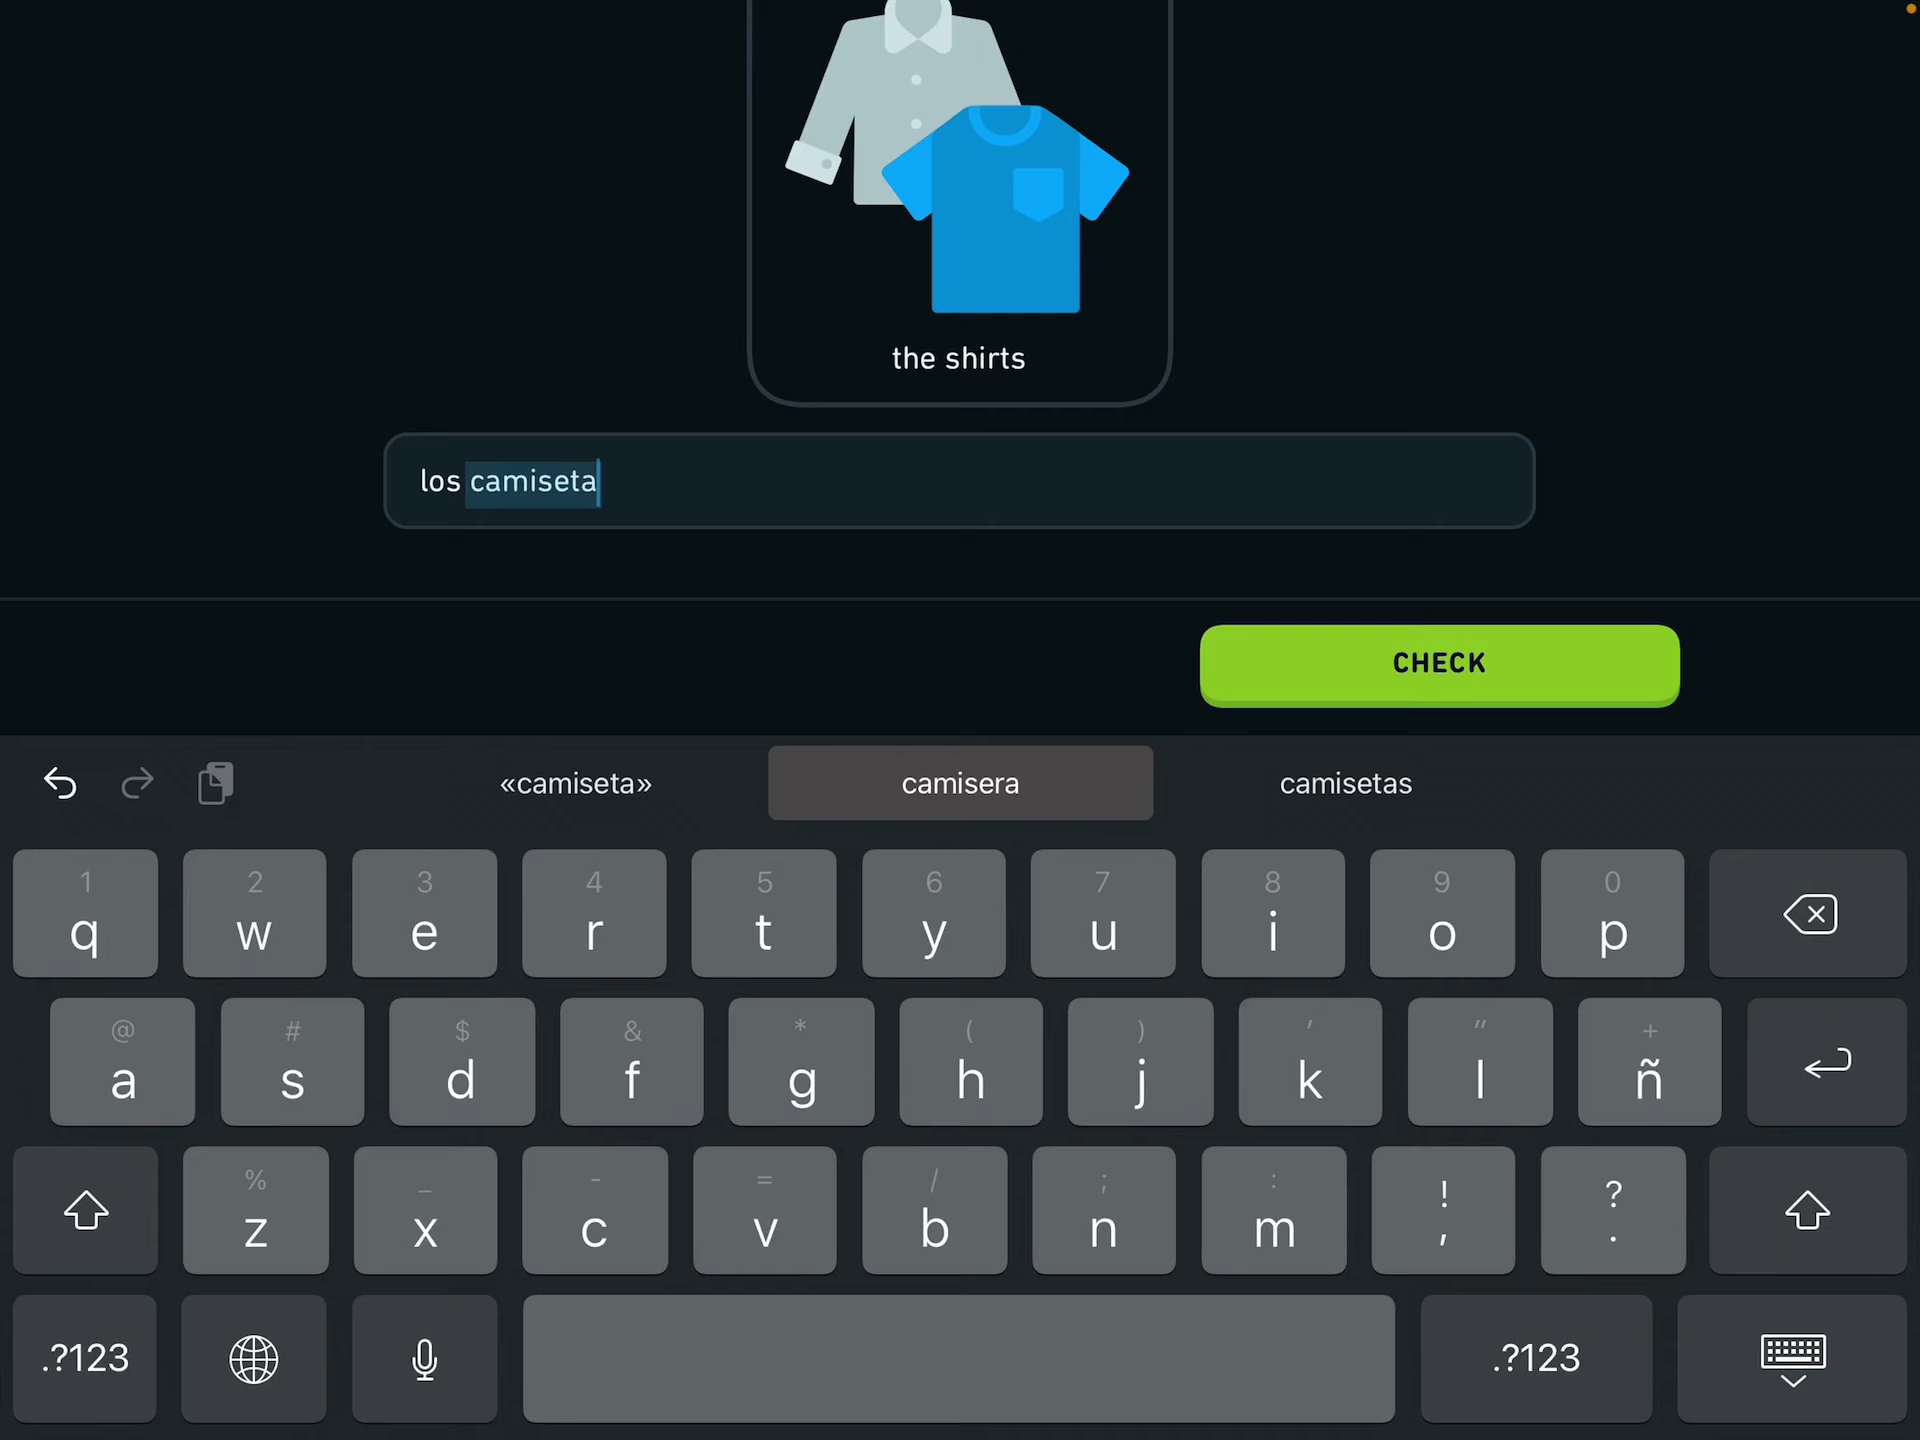 the shirts
los camiseta
CHECK
«camiseta» camisera camisetas
1 2 3 4 5 6 7 8 9 0
q w e r t y u i o p
@ # $ & * ( ) ' " +
a s d f g h j k l ñ
% _ - = / ; : ! ?
z x c v b n m , .
.?123 .?123